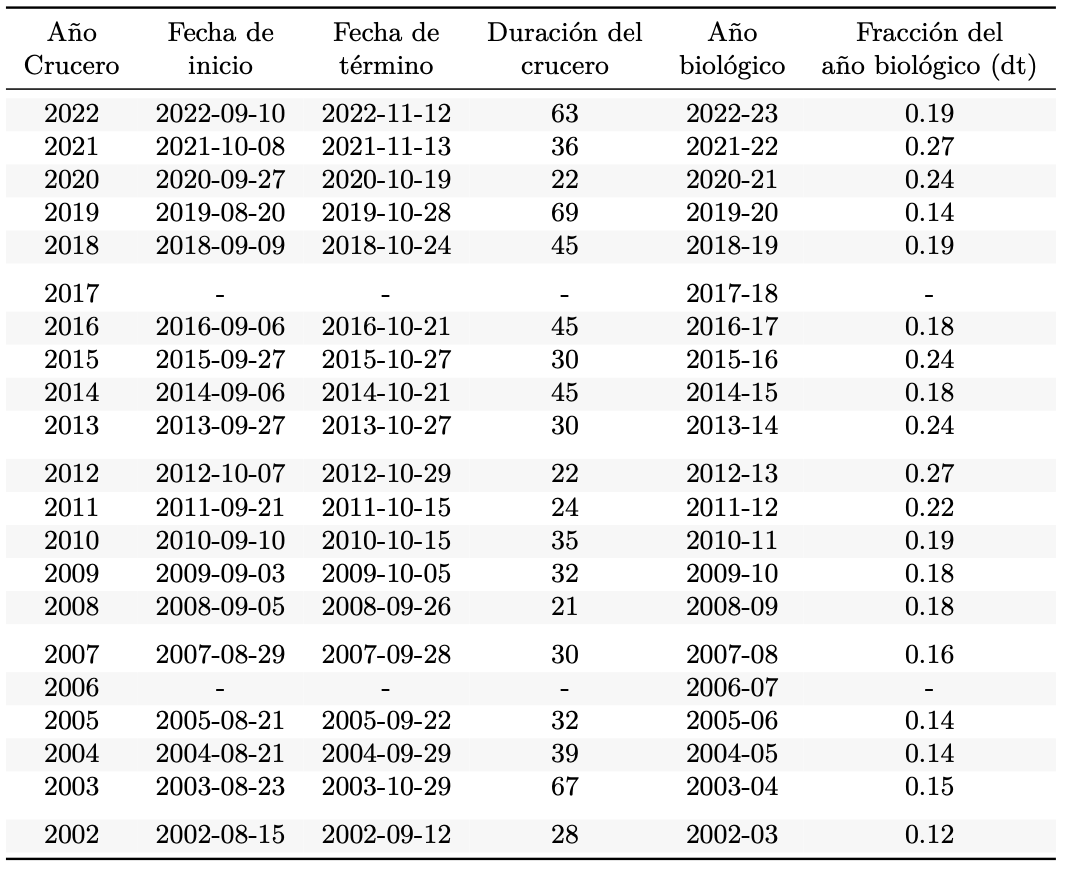 Año Fecha de Fecha de Duración del Año Fracción del
Crucero inicio término crucero biológico año biológico (dt)
2022 2022-09-10 2022-11-12 63 2022-23 0.19
2021 2021-10-08 2021-11-13 36 2021-22 0.27
2020 2020-09-27 2020-10-19 22 2020-21 0.24
2019 2019-08-20 2019-10-28 69 2019-20 0.14
2018 2018-09-09 2018-10-24 45 2018-19 0.19
2017 - - - 2017-18 -
2016 2016-09-06 2016-10-21 45 2016-17 0.18
2015 2015-09-27 2015-10-27 30 2015-16 0.24
2014 2014-09-06 2014-10-21 45 2014-15 0.18
2013 2013-09-27 2013-10-27 30 2013-14 0.24
2012 2012-10-07 2012-10-29 22 2012-13 0.27
2011 2011-09-21 2011-10-15 24 2011-12 0.22
2010 2010-09-10 2010-10-15 35 2010-11 0.19
2009 2009-09-03 2009-10-05 32 2009-10 0.18
2008 2008-09-05 2008-09-26 21 2008-09 0.18
2007 2007-08-29 2007-09-28 30 2007-08 0.16
2006 - - - 2006-07 -
2005 2005-08-21 2005-09-22 32 2005-06 0.14
2004 2004-08-21 2004-09-29 39 2004-05 0.14
2003 2003-08-23 2003-10-29 67 2003-04 0.15
2002 2002-08-15 2002-09-12 28 2002-03 0.12